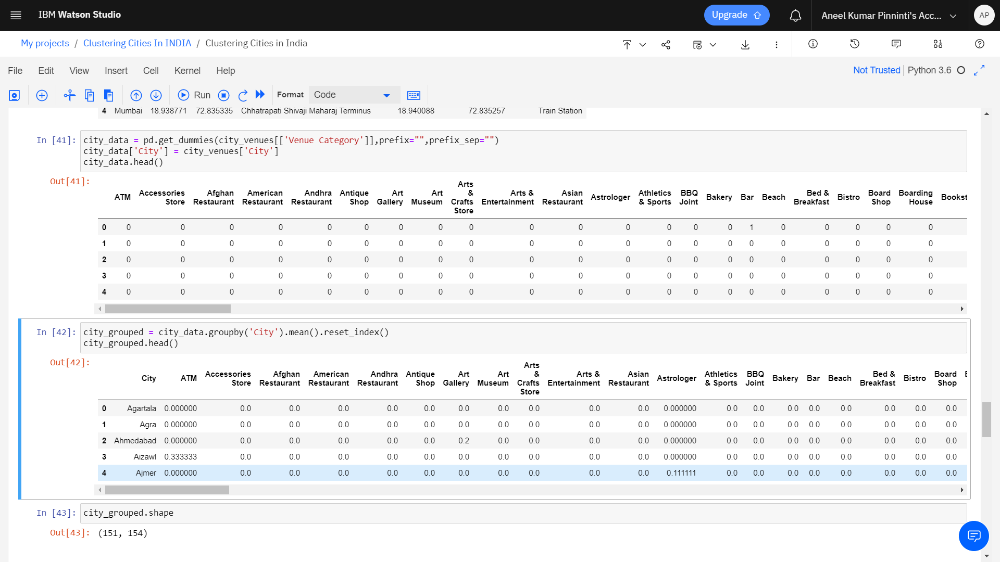 IBM Watson Studio
Upgrade
Aneel Kumar Pinninti's Acc...
AP
My projects / Clustering Cities In INDIA / Clustering Cities in India
File Edit View Insert Cell Kernel Help
Not Trusted | Python 3.6
Run
Format
Code
4 Mumbai 18.938771 72.835335 Chhatrapati Shivaji Maharaj Terminus 18.940088 72.835257 Train Station
In [41]:
city_data = pd.get_dummies(city_venues[['Venue Category']],prefix="",prefix_sep="")
city_data['City'] = city_venues['City']
city_data.head()
Out[41]:
ATM Accessories Store Afghan Restaurant American Restaurant Andhra Restaurant Antique Shop Art Gallery Art Museum Arts & Crafts Store Arts & Entertainment Asian Restaurant Astrologer Athletics & Sports BBQ Joint Bakery Bar Beach Bed & Breakfast Bistro Board Shop Boarding House Bookst
0 0 0 0 0 0 0 0 0 0 0 0 0 0 0 0 1 0 0 0 0 0
1 0 0 0 0 0 0 0 0 0 0 0 0 0 0 0 0 0 0 0 0 0
2 0 0 0 0 0 0 0 0 0 0 0 0 0 0 0 0 0 0 0 0 0
3 0 0 0 0 0 0 0 0 0 0 0 0 0 0 0 0 0 0 0 0 0
4 0 0 0 0 0 0 0 0 0 0 0 0 0 0 0 0 0 0 0 0 0
In [42]:
city_grouped = city_data.groupby('City').mean().reset_index()
city_grouped.head()
Out[42]:
City ATM Accessories Store Afghan Restaurant American Restaurant Andhra Restaurant Antique Shop Art Gallery Art Museum Arts & Crafts Store Arts & Entertainment Asian Restaurant Astrologer Athletics & Sports BBQ Joint Bakery Bar Beach Bed & Breakfast Bistro Board Shop
0 Agartala 0.000000 0.0 0.0 0.0 0.0 0.0 0.0 0.0 0.0 0.0 0.0 0.000000 0.0 0.0 0.0 0.0 0.0 0.0 0.0 0.0
1 Agra 0.000000 0.0 0.0 0.0 0.0 0.0 0.0 0.0 0.0 0.0 0.0 0.000000 0.0 0.0 0.0 0.0 0.0 0.0 0.0 0.0
2 Ahmedabad 0.000000 0.0 0.0 0.0 0.0 0.0 0.2 0.0 0.0 0.0 0.0 0.000000 0.0 0.0 0.0 0.0 0.0 0.0 0.0 0.0
3 Aizawl 0.333333 0.0 0.0 0.0 0.0 0.0 0.0 0.0 0.0 0.0 0.0 0.000000 0.0 0.0 0.0 0.0 0.0 0.0 0.0 0.0
4 Ajmer 0.000000 0.0 0.0 0.0 0.0 0.0 0.0 0.0 0.0 0.0 0.0 0.111111 0.0 0.0 0.0 0.0 0.0 0.0 0.0 0.0
In [43]:
city_grouped.shape
Out[43]:
(151, 154)